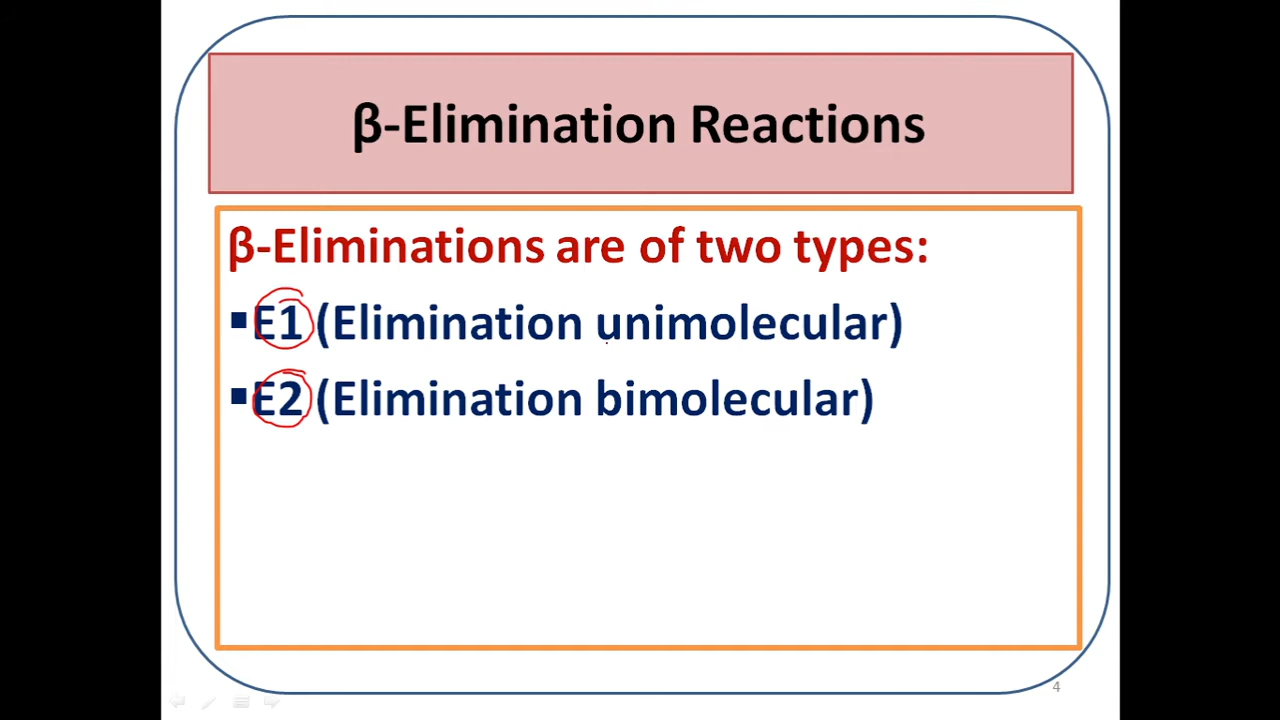 β-Elimination Reactions
β-Eliminations are of two types:
▪E1 (Elimination unimolecular)
▪E2 (Elimination bimolecular)
4